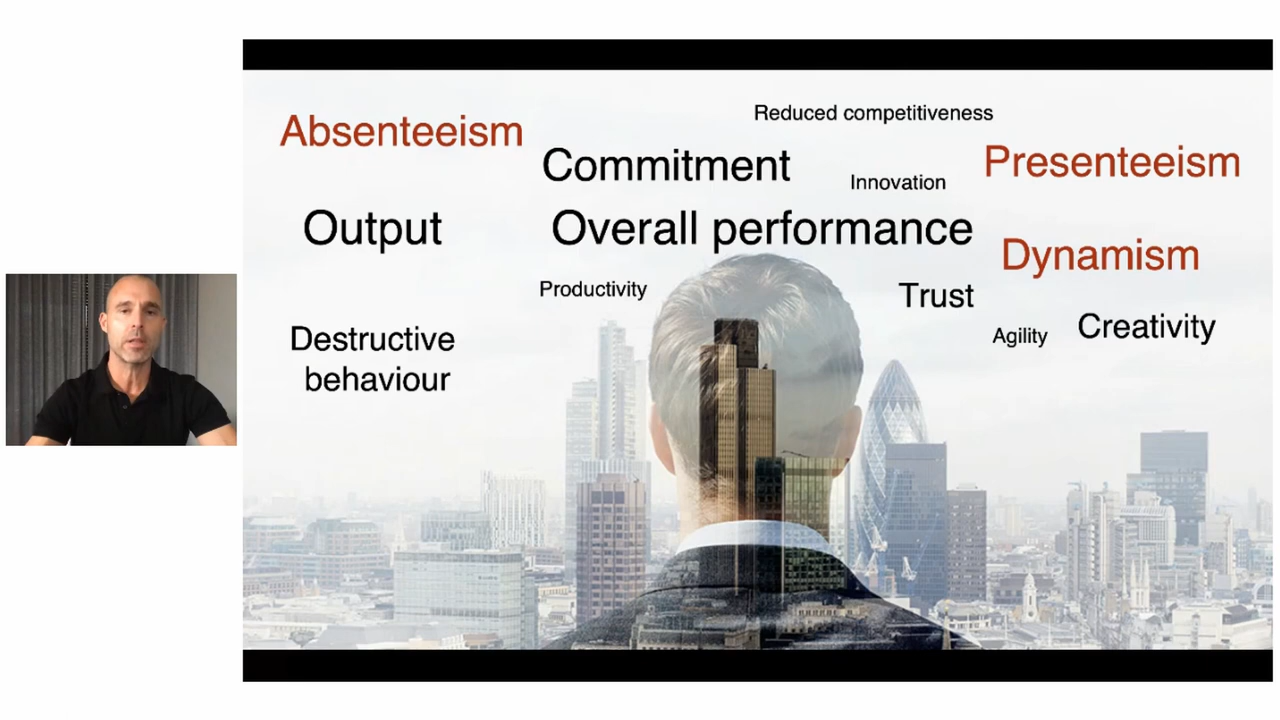 Absenteeism
Reduced competitiveness
Commitment
Innovation
Presenteeism
Output
Overall performance
Dynamism
Productivity
Trust
Agility
Creativity
Destructive
behaviour